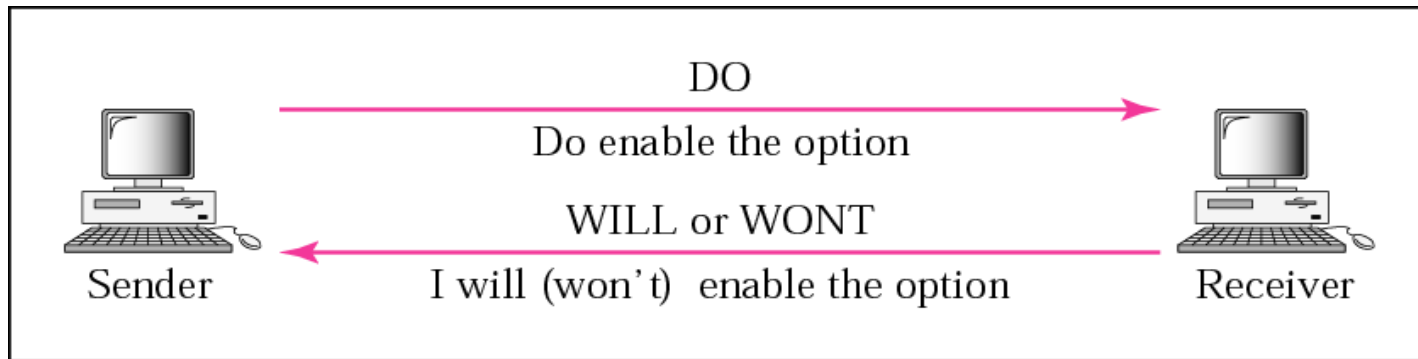 DO
Do enable the option
WILL or WONT
I will (won't) enable the option
Sender
Receiver